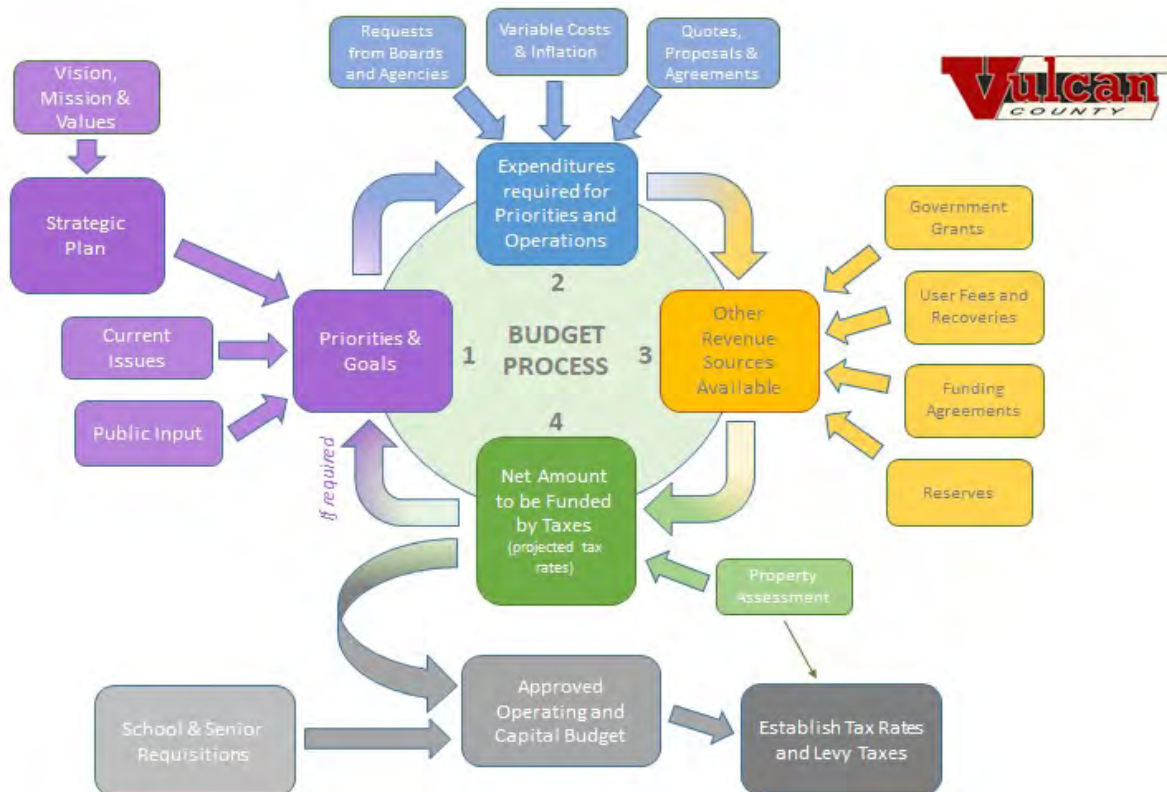 Requests
from Boards
and Agencies
Variable Costs
& Inflation
Quotes,
Proposals &
Agreements
Vulcan
COUNTY
Vision,
Mission &
Values
Strategic
Plan
Current
Issues
Public Input
Priorities &
Goals
If required
Expenditures
required for
Priorities and
Operations
1
2
3
4
BUDGET
PROCESS
Other
Revenue
Sources
Available
Government
Grants
User Fees and
Recoveries
Funding
Agreements
Reserves
Net Amount
to be Funded
by Taxes
(projected tax
rates)
Property
Assessment
School & Senior
Requisitions
Approved
Operating and
Capital Budget
Establish Tax Rates
and Levy Taxes